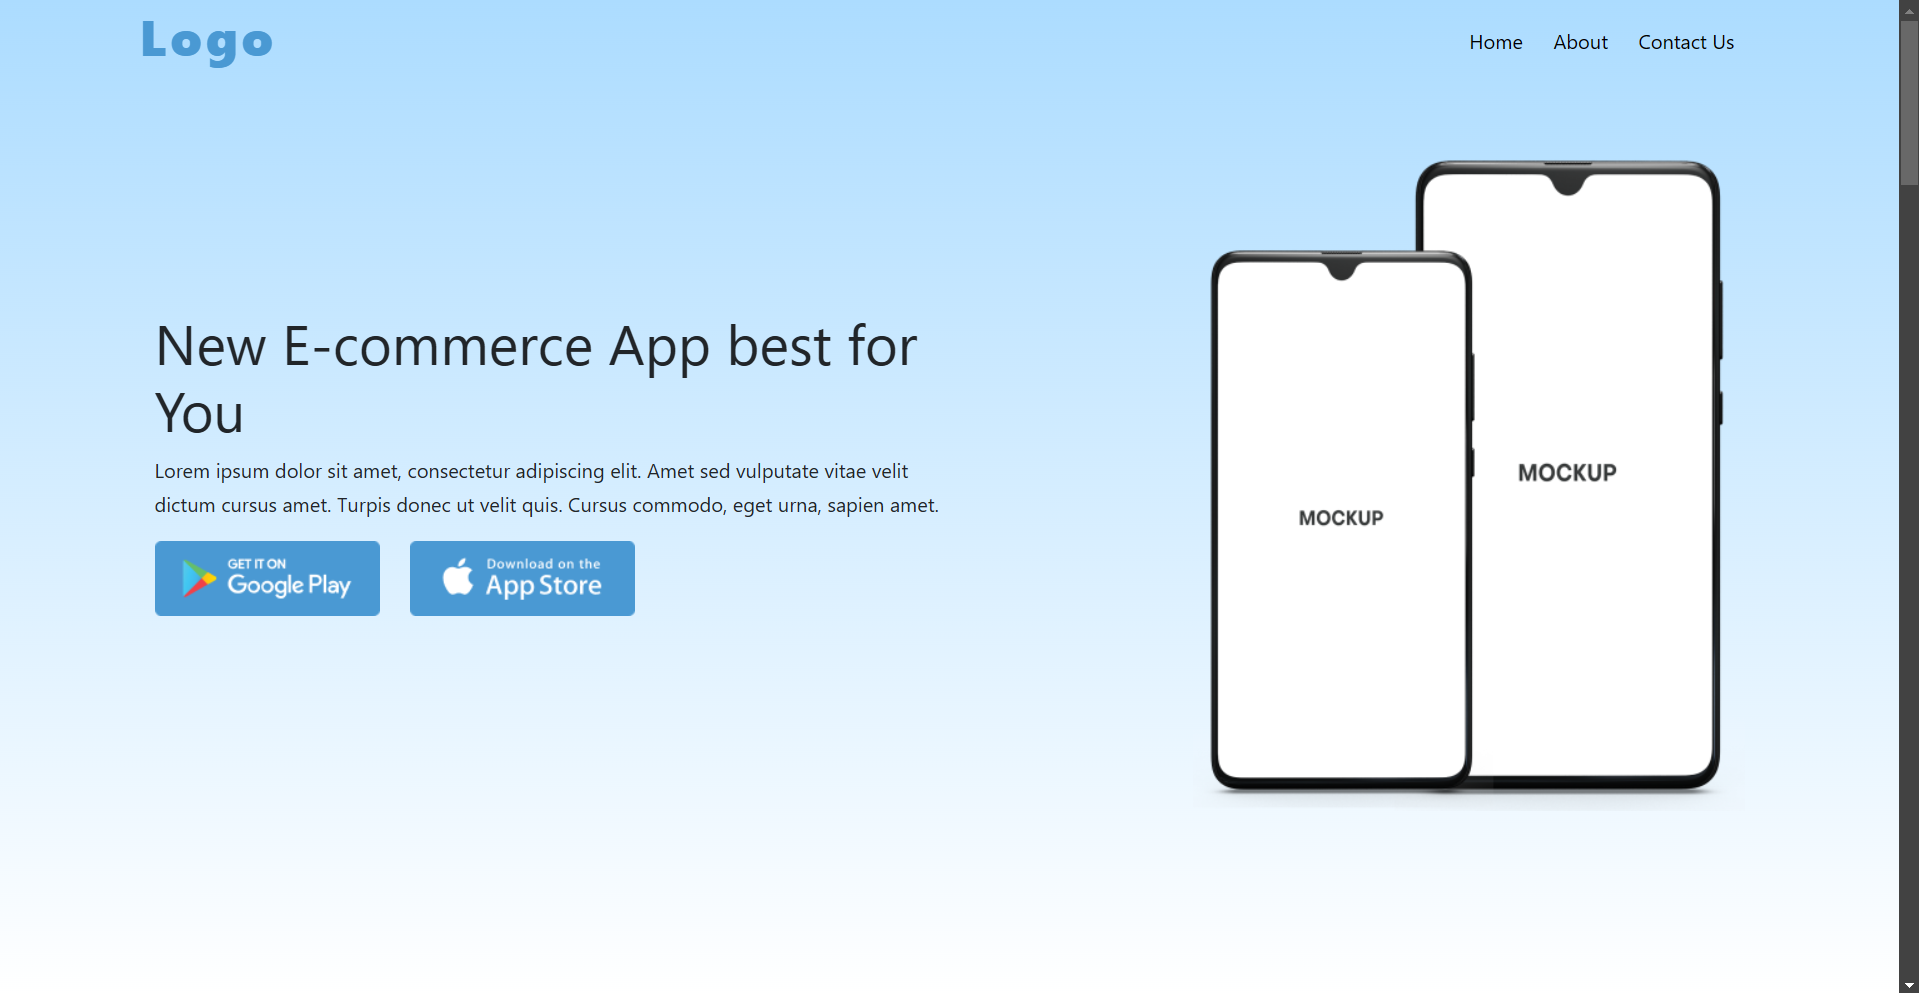 Logo
Home About Contact Us
New E-commerce App best for
You
Lorem ipsum dolor sit amet, consectetur adipiscing elit. Amet sed vulputate vitae velit
dictum cursus amet. Turpis donec ut velit quis. Cursus commodo, eget urna, sapien amet.
GET IT ON
Google Play
Download on the
App Store
MOCKUP
MOCKUP